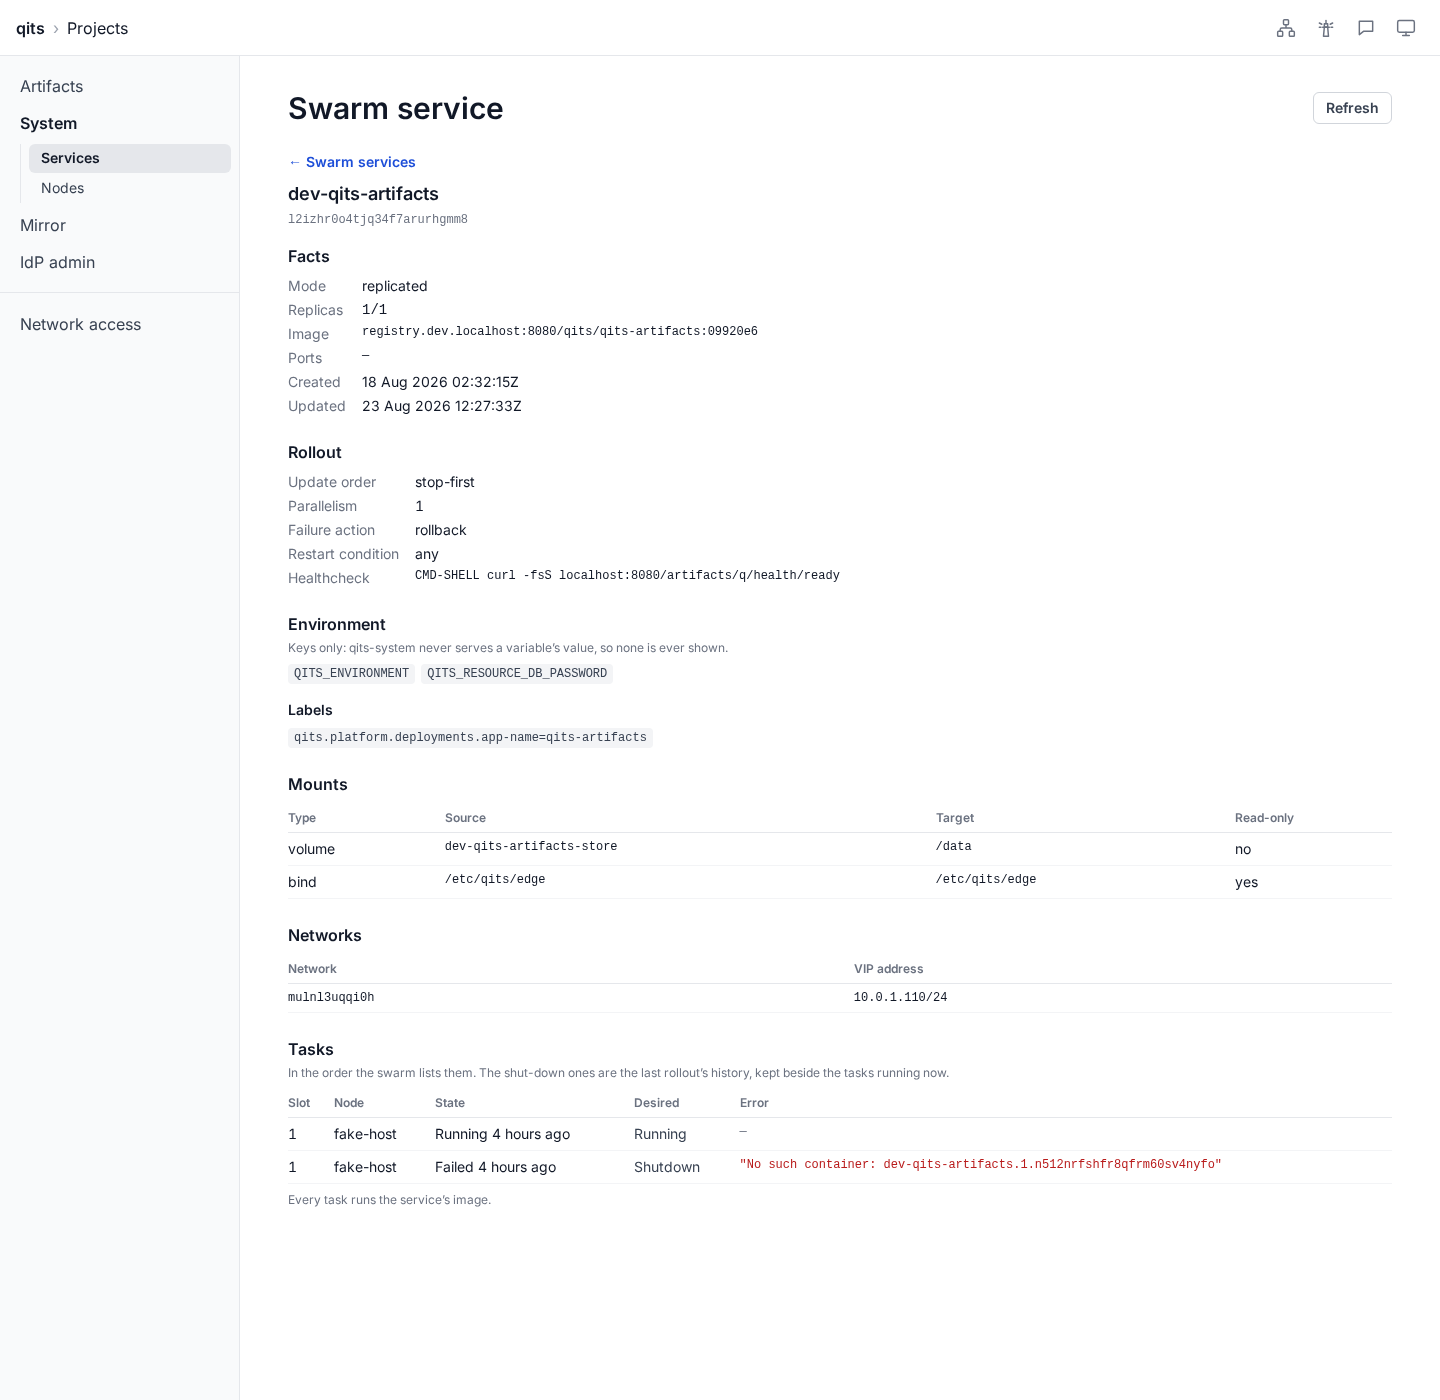 qits › Projects
Artifacts
System
Services
Nodes
Mirror
IdP admin
Network access
Swarm service
Refresh
← Swarm services
dev-qits-artifacts
l2izhr0o4tjq34f7arurhgmm8
Facts
Mode replicated
Replicas 1/1
Image registry.dev.localhost:8080/qits/qits-artifacts:09920e6
Ports —
Created 18 Aug 2026 02:32:15Z
Updated 23 Aug 2026 12:27:33Z
Rollout
Update order stop-first
Parallelism 1
Failure action rollback
Restart condition any
Healthcheck CMD-SHELL curl -fsS localhost:8080/artifacts/q/health/ready
Environment
Keys only: qits-system never serves a variable’s value, so none is ever shown.
QITS_ENVIRONMENT QITS_RESOURCE_DB_PASSWORD
Labels
qits.platform.deployments.app-name=qits-artifacts
Mounts
Type Source Target Read-only
volume dev-qits-artifacts-store /data no
bind /etc/qits/edge /etc/qits/edge yes
Networks
Network VIP address
mulnl3uqqi0h 10.0.1.110/24
Tasks
In the order the swarm lists them. The shut-down ones are the last rollout’s history, kept beside the tasks running now.
Slot Node State Desired Error
1 fake-host Running 4 hours ago Running —
1 fake-host Failed 4 hours ago Shutdown "No such container: dev-qits-artifacts.1.n512nrfshfr8qfrm60sv4nyfo"
Every task runs the service’s image.